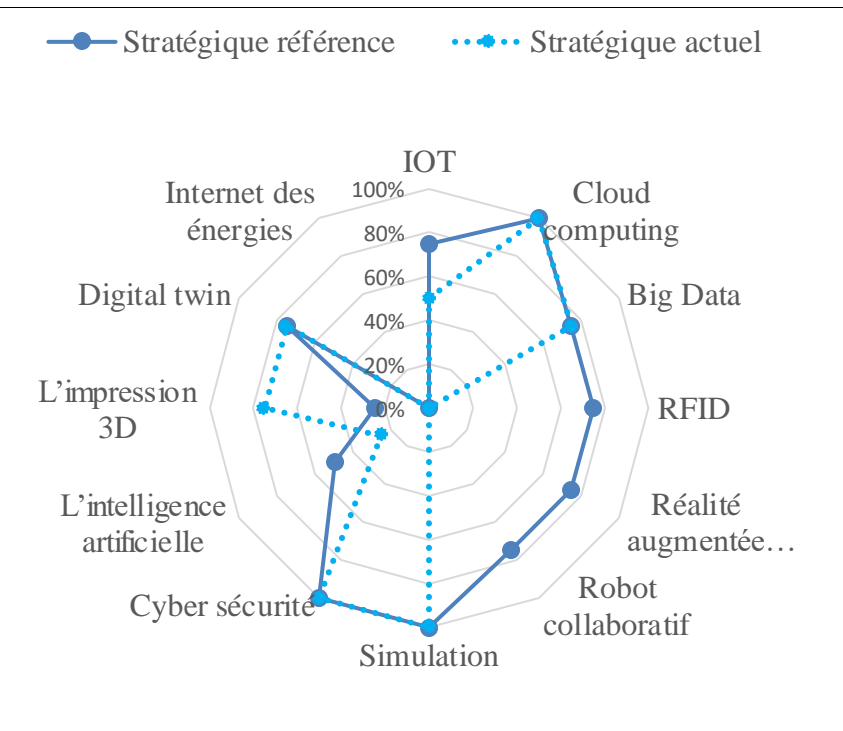 Stratégique référence
Stratégique actuel
IOT
Cloud
computing
Big Data
RFID
Réalité
augmentée…
Robot
collaboratif
Simulation
Cyber sécurité
L’intelligence
artificielle
L’impression
3D
Digital twin
Internet des
énergies
100%
80%
60%
40%
20%
0%